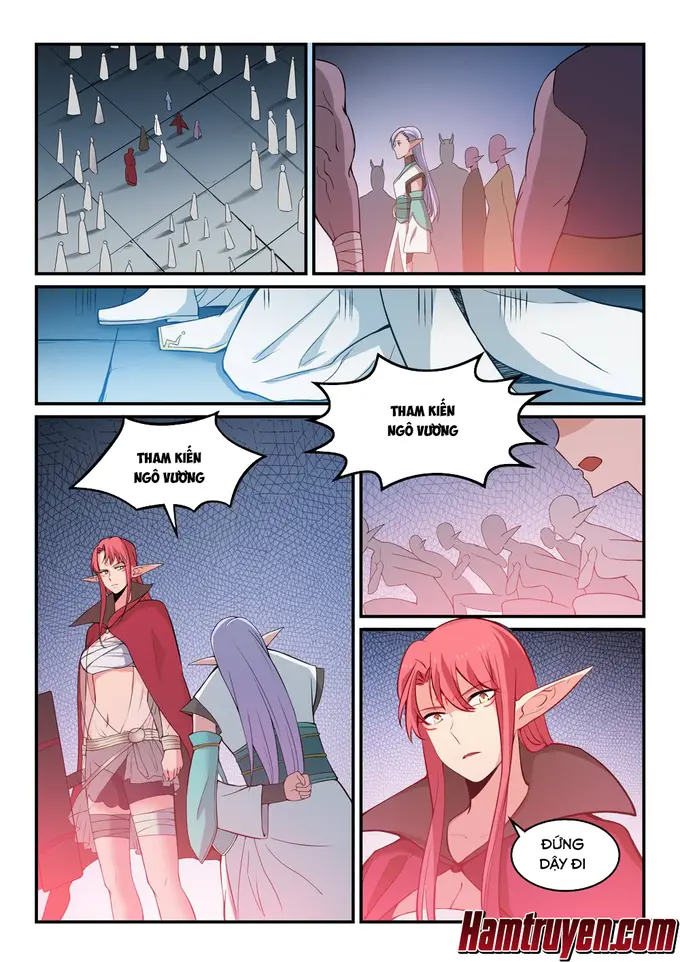 THAM KIẾN
NGÔ VƯƠNG
THAM KIẾN
NGÔ VƯƠNG
ĐỨNG
DẬY ĐI
Hamtruyen.com